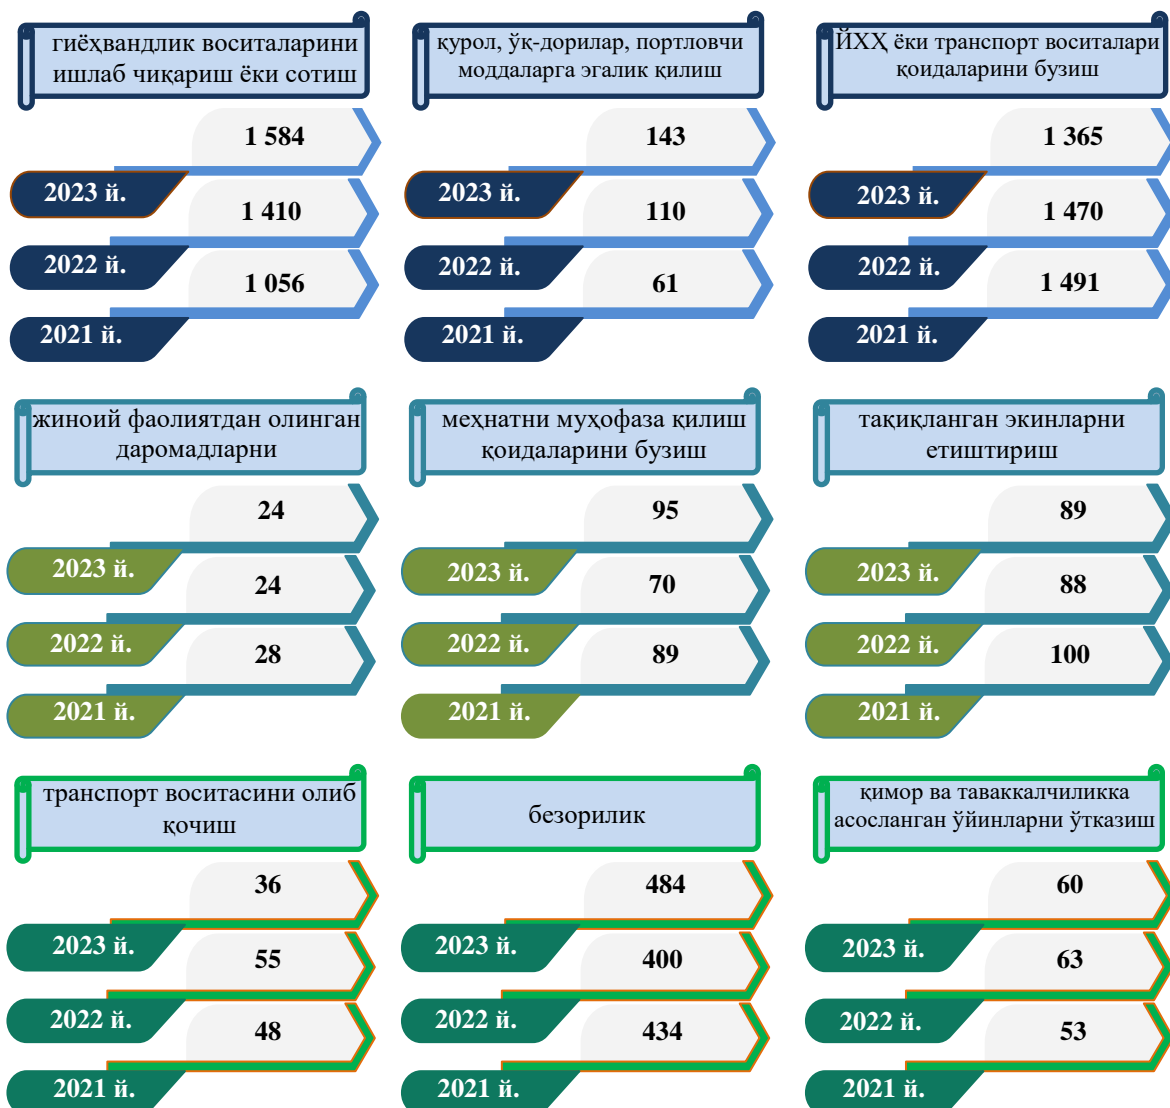 гиёҳвандлик воситаларини
ишлаб чиқариш ёки сотиш
1 584
2023 й.
1 410
2022 й.
1 056
2021 й.
қурол, ўқ-дорилар, портловчи
моддаларга эгалик қилиш
143
2023 й.
110
2022 й.
61
2021 й.
ЙХҲ ёки транспорт воситалари
қоидаларини бузиш
1 365
2023 й.
1 470
2022 й.
1 491
2021 й.
жиноий фаолиятдан олинган
даромадларни
24
2023 й.
24
2022 й.
28
2021 й.
меҳнатни муҳофаза қилиш
қоидаларини бузиш
95
2023 й.
70
2022 й.
89
2021 й.
тақиқланган экинларни
етиштириш
89
2023 й.
88
2022 й.
100
2021 й.
транспорт воситасини олиб
қочиш
36
2023 й.
55
2022 й.
48
2021 й.
безорилик
484
2023 й.
400
2022 й.
434
2021 й.
қимор ва таваккалчиликка
асосланган ўйинларни ўтказиш
60
2023 й.
63
2022 й.
53
2021 й.